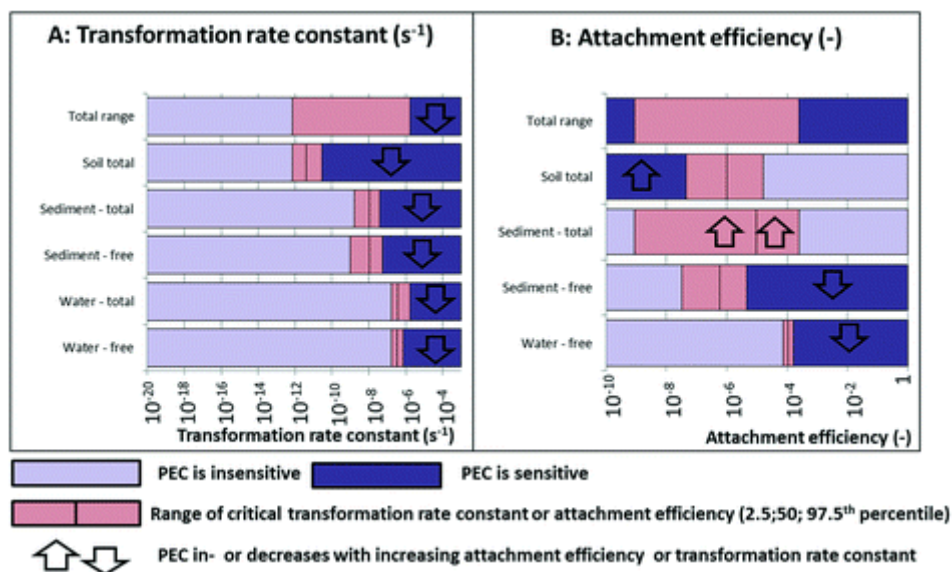 A: Transformation rate constant (s⁻¹)
Total range
Soil total
Sediment - total
Sediment - free
Water - total
Water - free
10⁻²⁰ 10⁻¹⁸ 10⁻¹⁶ 10⁻¹⁴ 10⁻¹² 10⁻¹⁰ 10⁻⁸ 10⁻⁶ 10⁻⁴
Transformation rate constant (s⁻¹)
B: Attachment efficiency (-)
Total range
Soil total
Sediment - total
Sediment - free
Water - free
10⁻¹⁰ 10⁻⁸ 10⁻⁶ 10⁻⁴ 10⁻² 1
Attachment efficiency (-)
PEC is insensitive PEC is sensitive
Range of critical transformation rate constant or attachment efficiency (2.5;50; 97.5th percentile)
PEC in- or decreases with increasing attachment efficiency or transformation rate constant